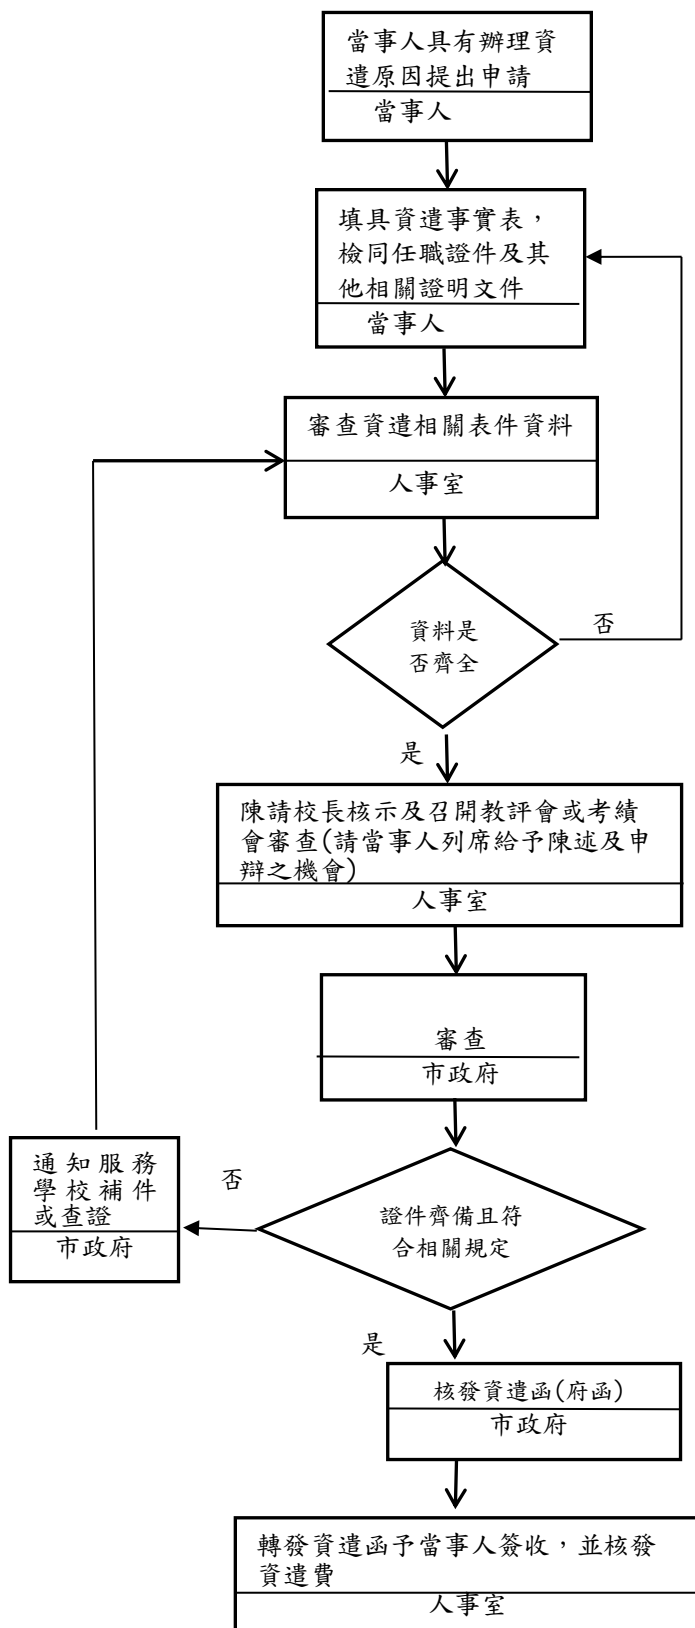 當事人具有辦理資
遣原因提出申請
當事人
填具資遣事實表，
檢同任職證件及其
他相關證明文件
當事人
審查資遣相關表件資料
人事室
資料是
否齊全
否
是
陳請校長核示及召開教評會或考績
會審查(請當事人列席給予陳述及申
辯之機會)
人事室
審查
市政府
證件齊備且符
合相關規定
否
通知服務
學校補件
或查證
市政府
是
核發資遣函(府函)
市政府
轉發資遣函予當事人簽收，並核發
資遣費
人事室